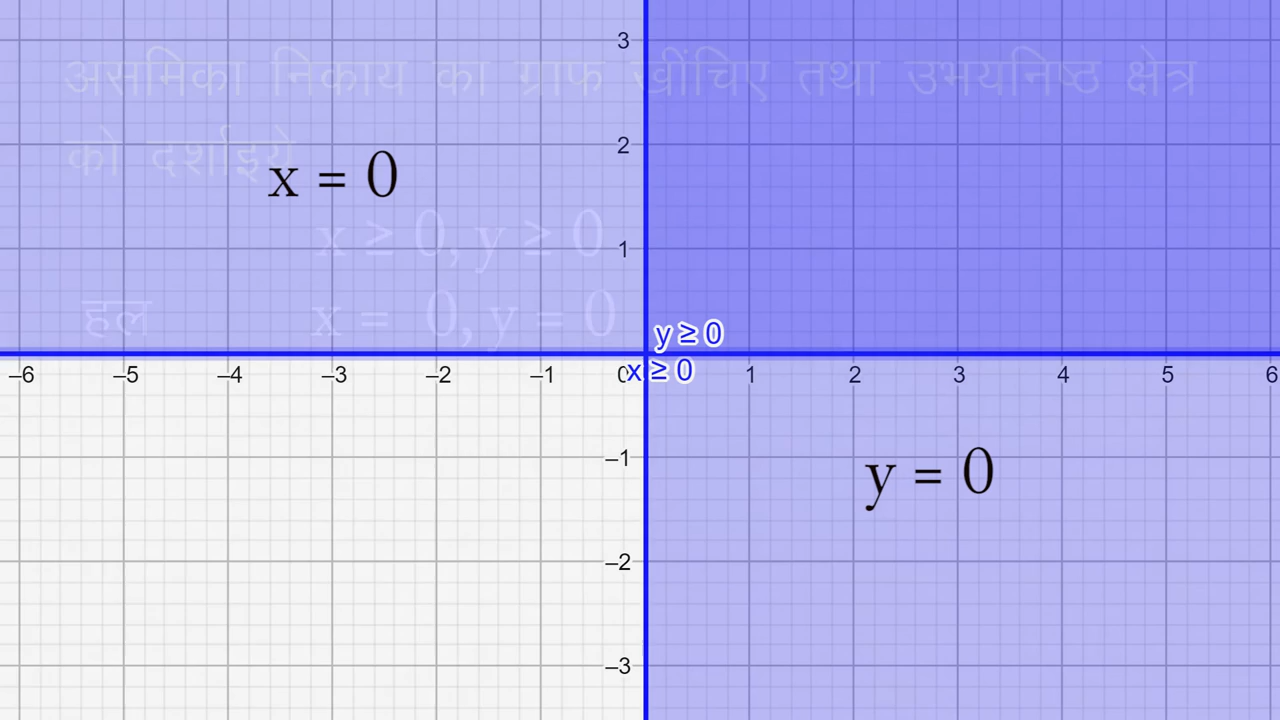 3
असमिका निकाय का ग्राफ खींचिए तथा उभयनिष्ठ क्षेत्र
2
को दर्शाइये
x = 0
x ≥ 0, y ≥ 0
1
हल x = 0, y = 0
y ≥ 0
–6 –5 –4 –3 –2 –1 0 x ≥ 0 1 2 3 4 5 6
–1
y = 0
–2
–3